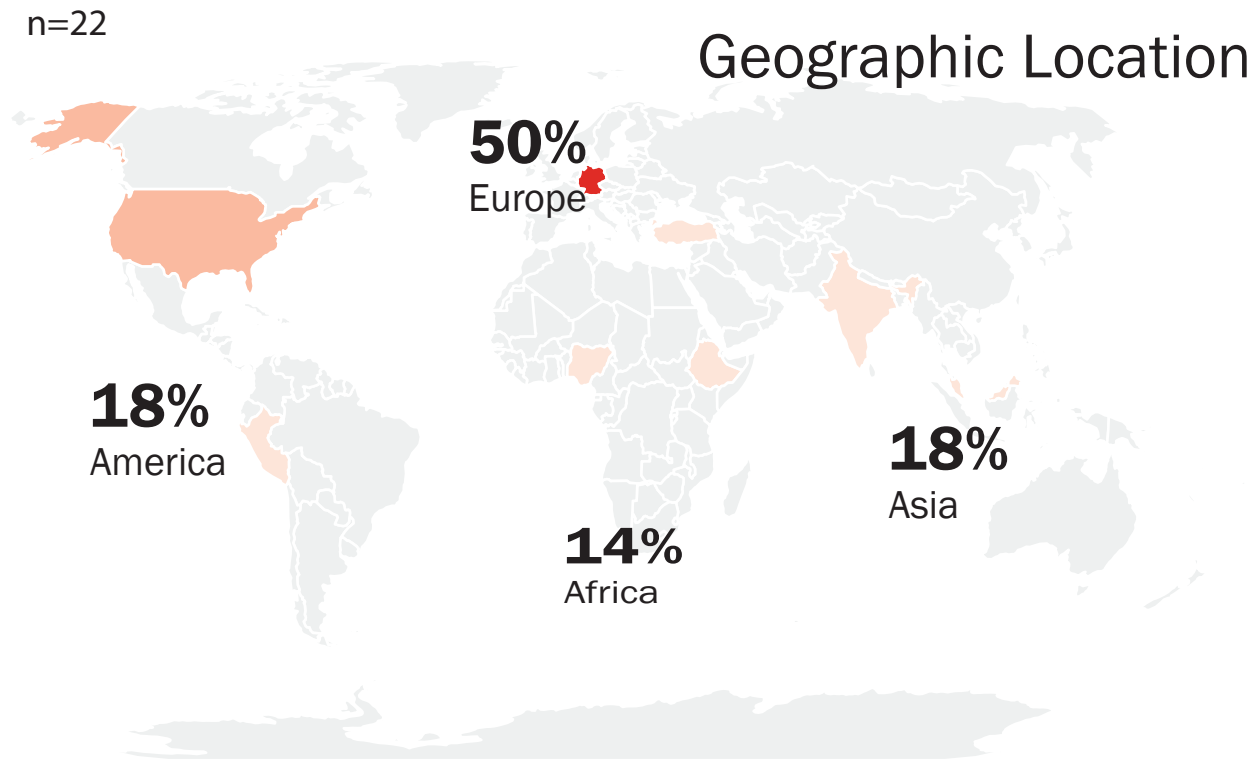 n=22
Geographic Location
50%
Europe
18%
America
18%
Asia
14%
Africa